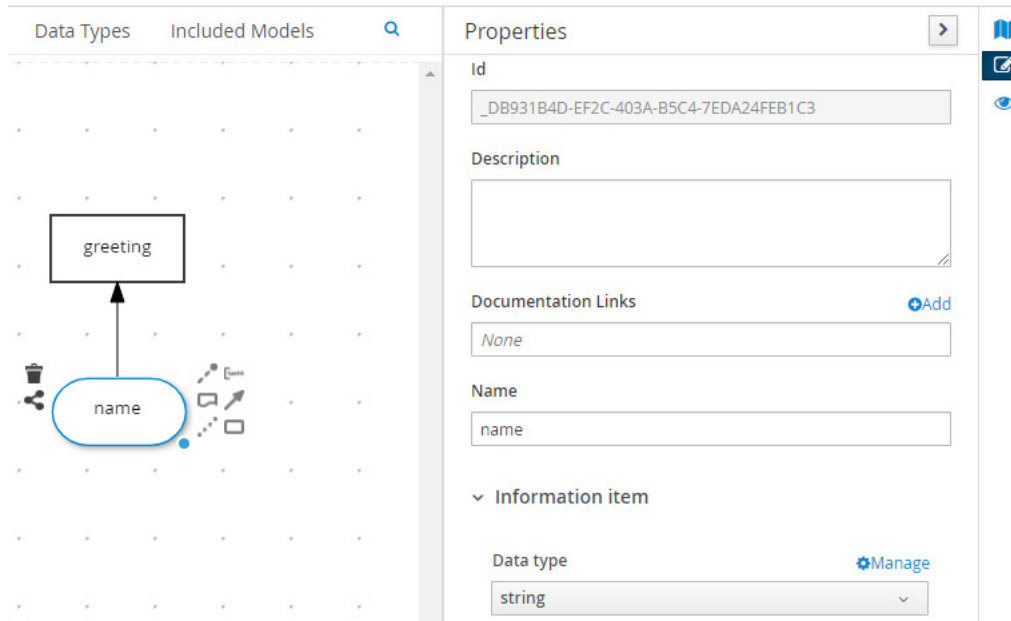 Data Types Included Models
Properties
Id
_DB931B4D-EF2C-403A-B5C4-7EDA24FEB1C3
Description
greeting
Documentation Links
Add
None
Name
name
name
Information item
Data type
Manage
string